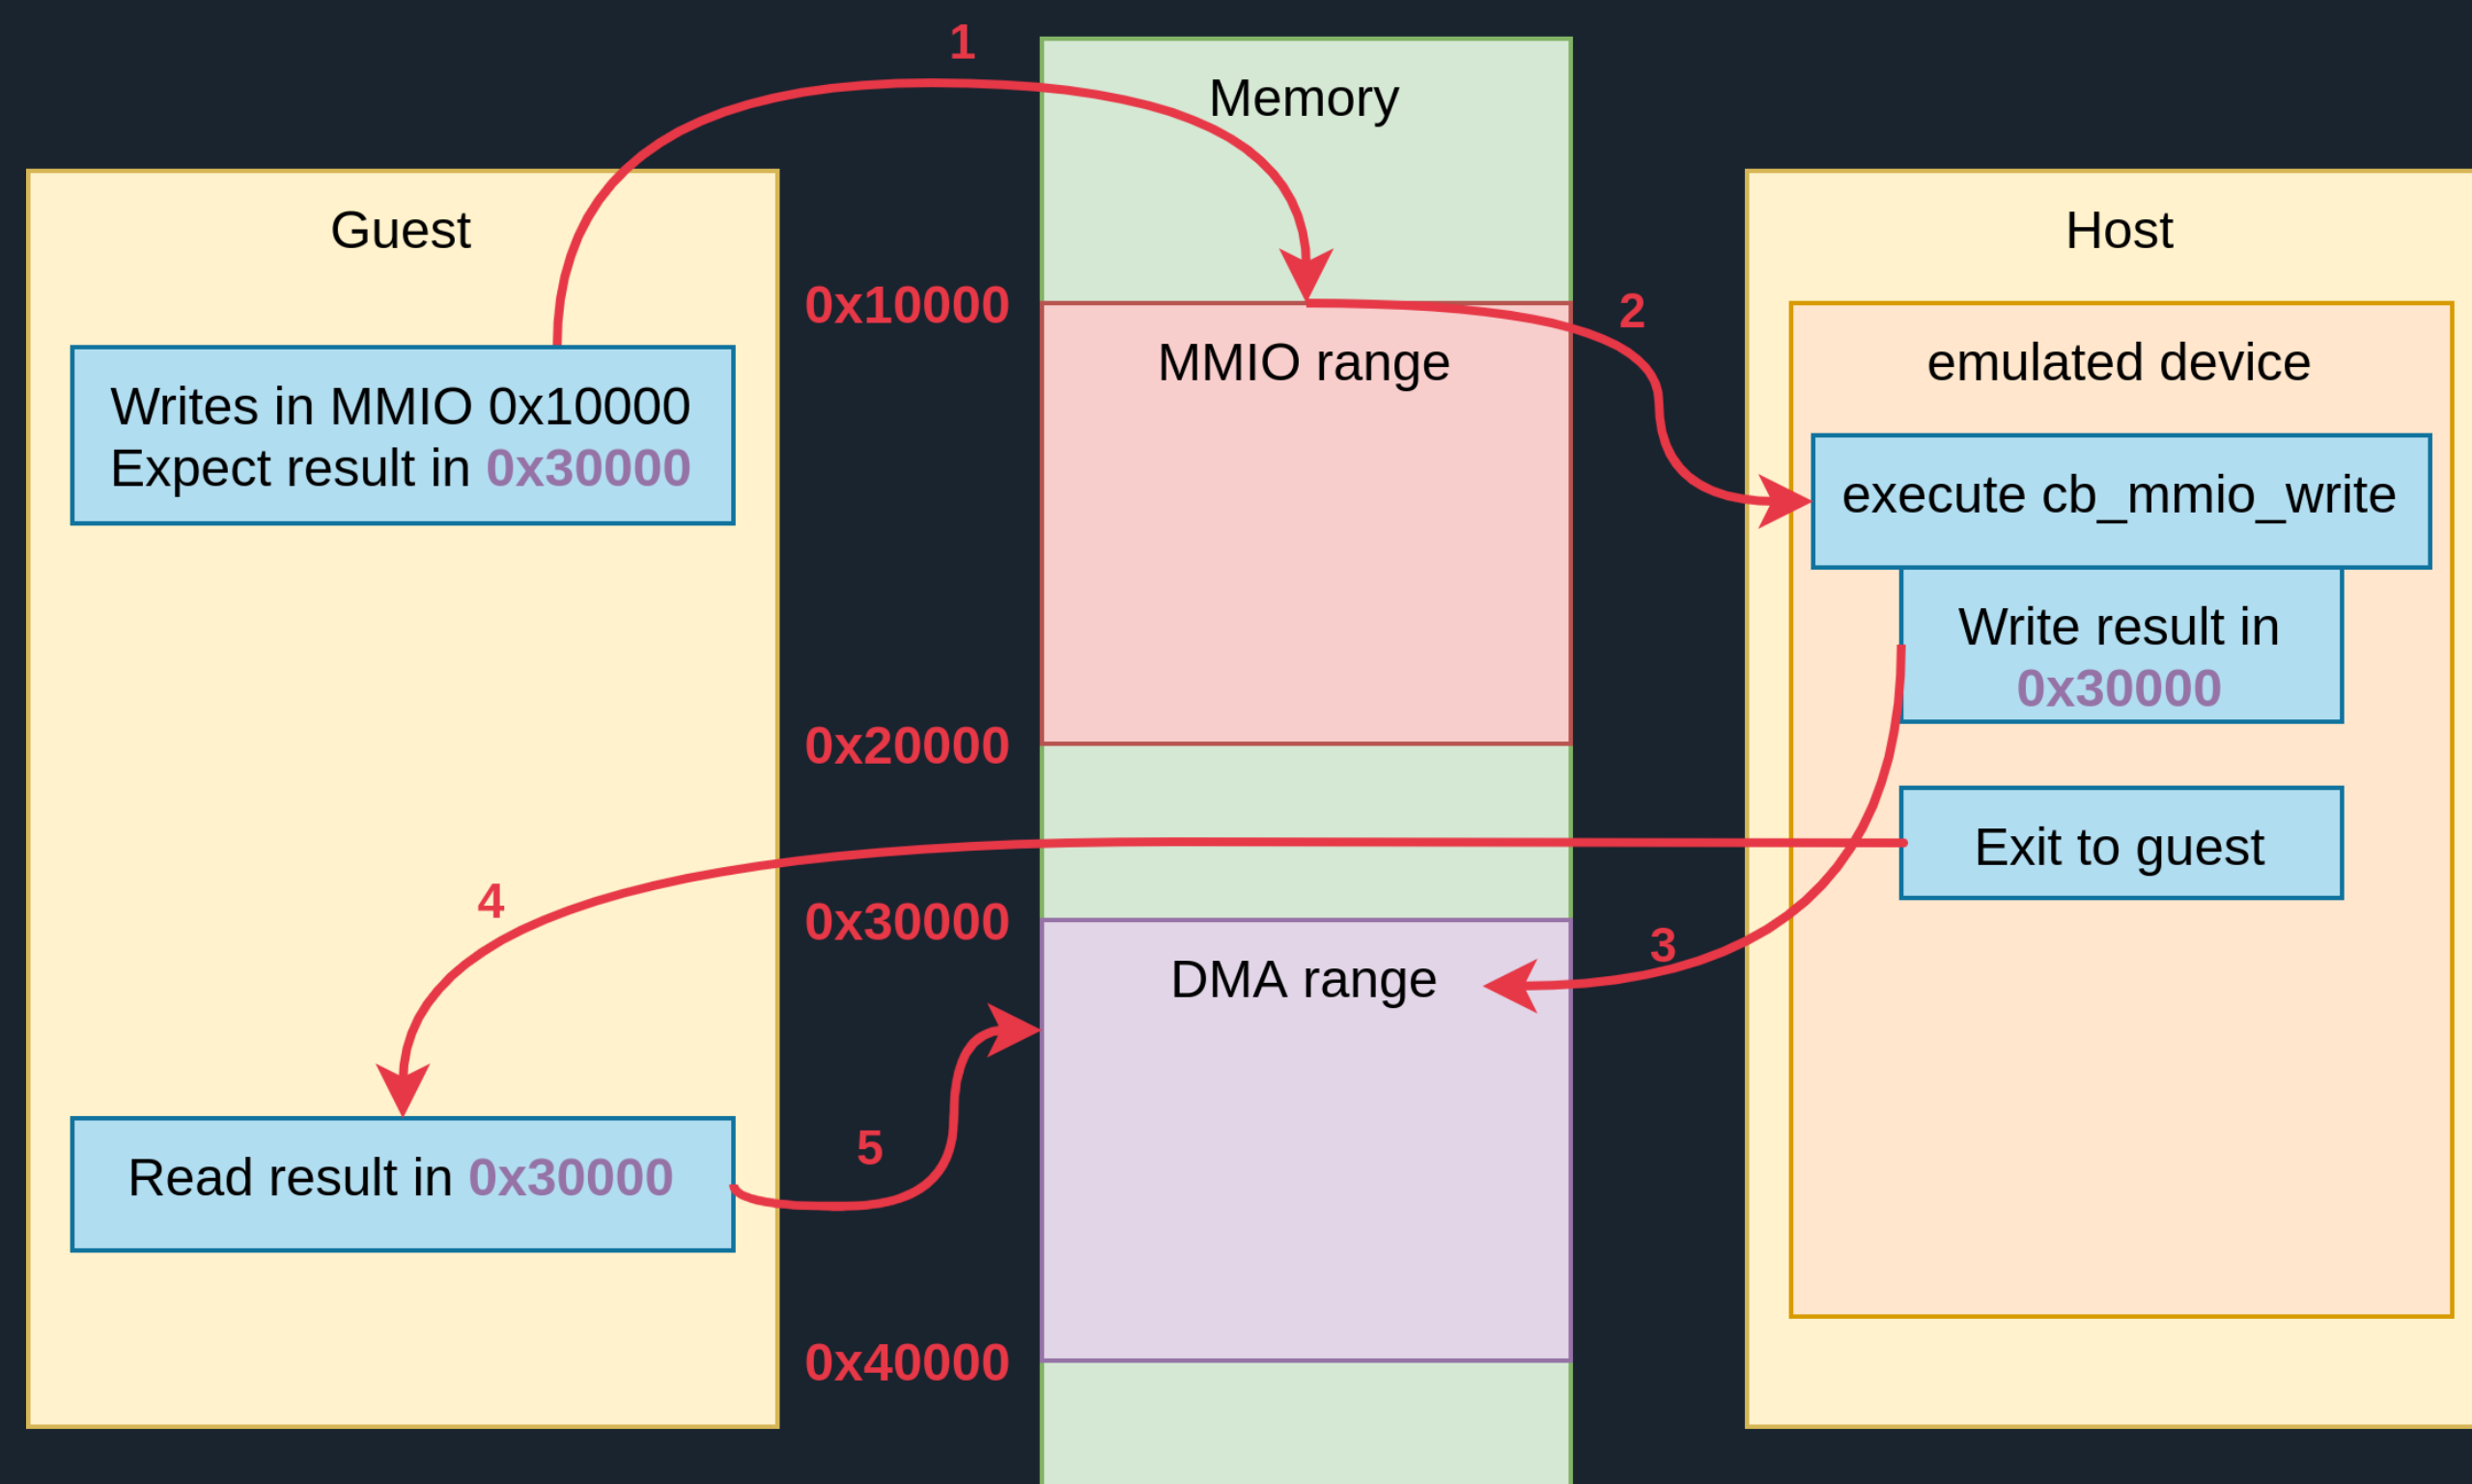 1
Memory
Guest
Host
0x10000
2
MMIO range
emulated device
Writes in MMIO 0x10000
Expect result in 0x30000
execute cb_mmio_write
Write result in
0x30000
0x20000
Exit to guest
4
0x30000
3
DMA range
5
Read result in 0x30000
0x40000